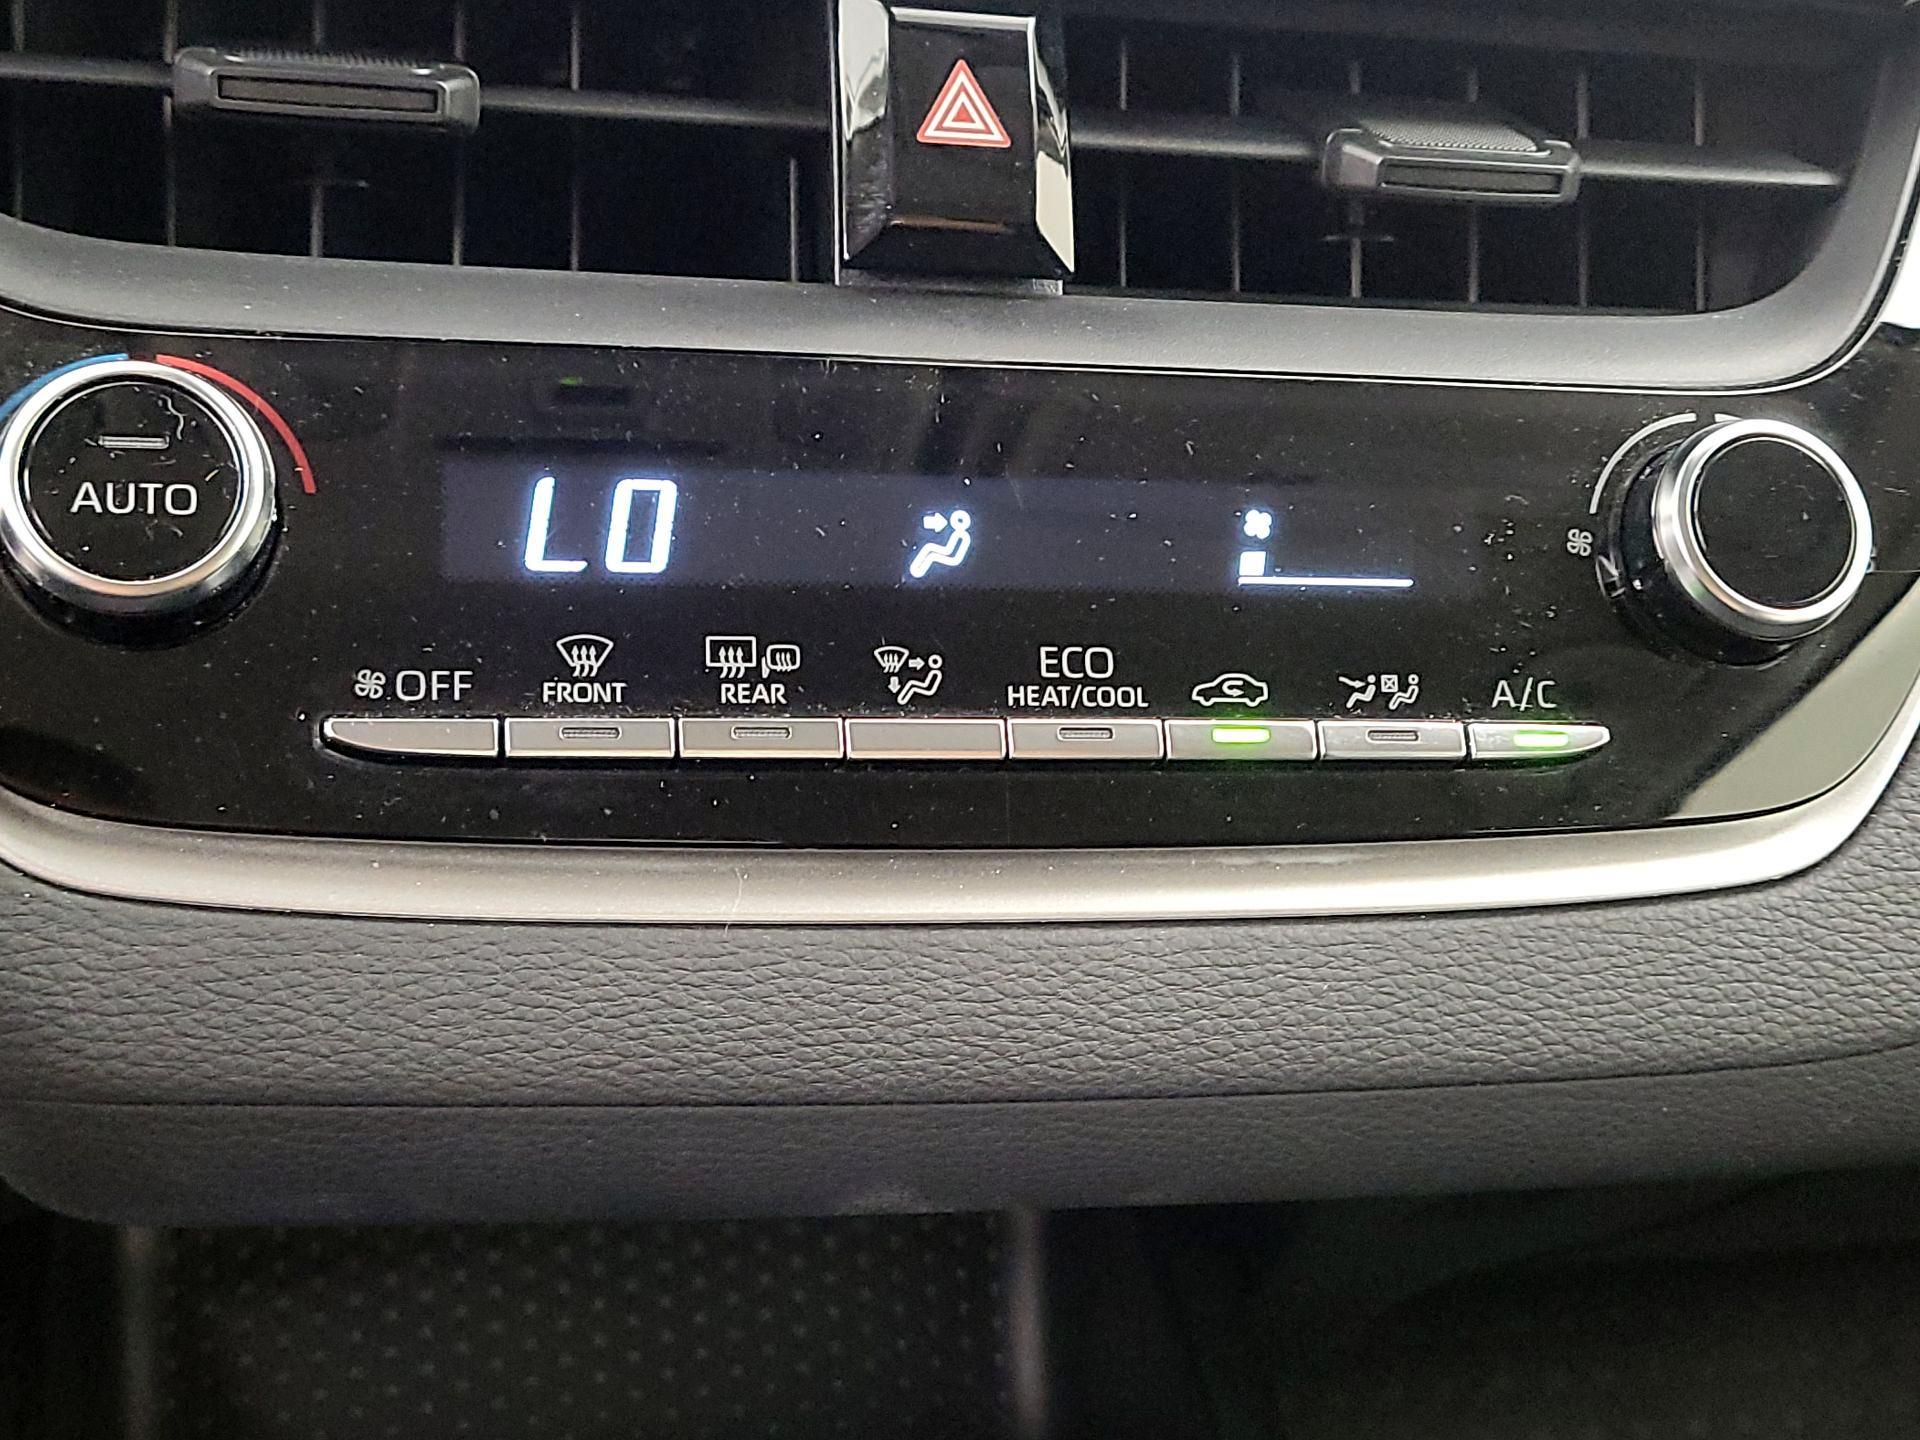 AUTO
LO
OFF
FRONT
REAR
ECO
HEAT/COOL
A/C